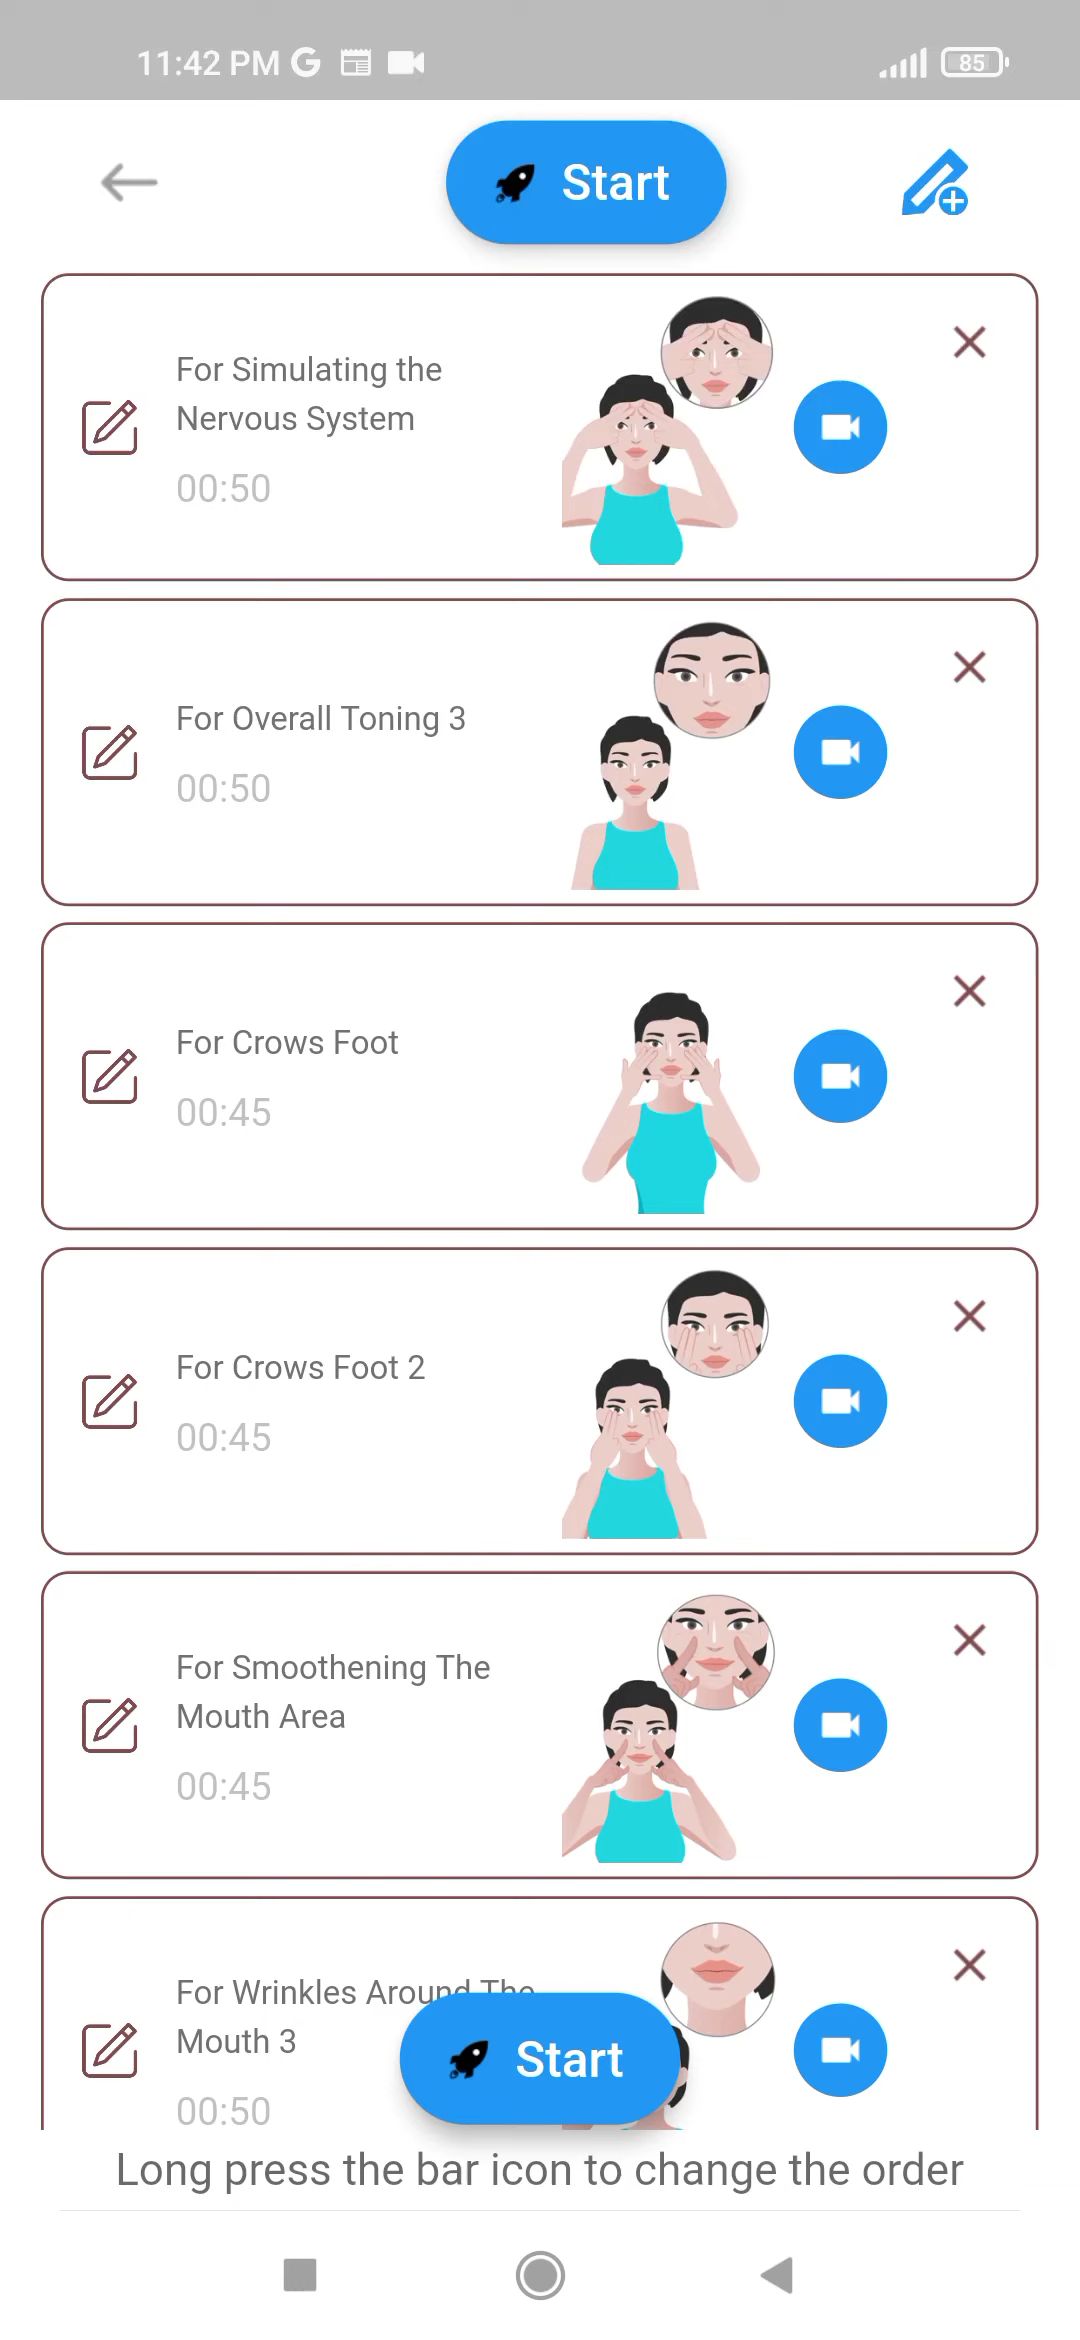 11:42 PM
85
Start
For Simulating the
Nervous System
00:50
For Overall Toning 3
00:50
For Crows Foot
00:45
For Crows Foot 2
00:45
For Smoothening The
Mouth Area
00:45
For Wrinkles Around The
Mouth 3
00:50
Start
Long press the bar icon to change the order